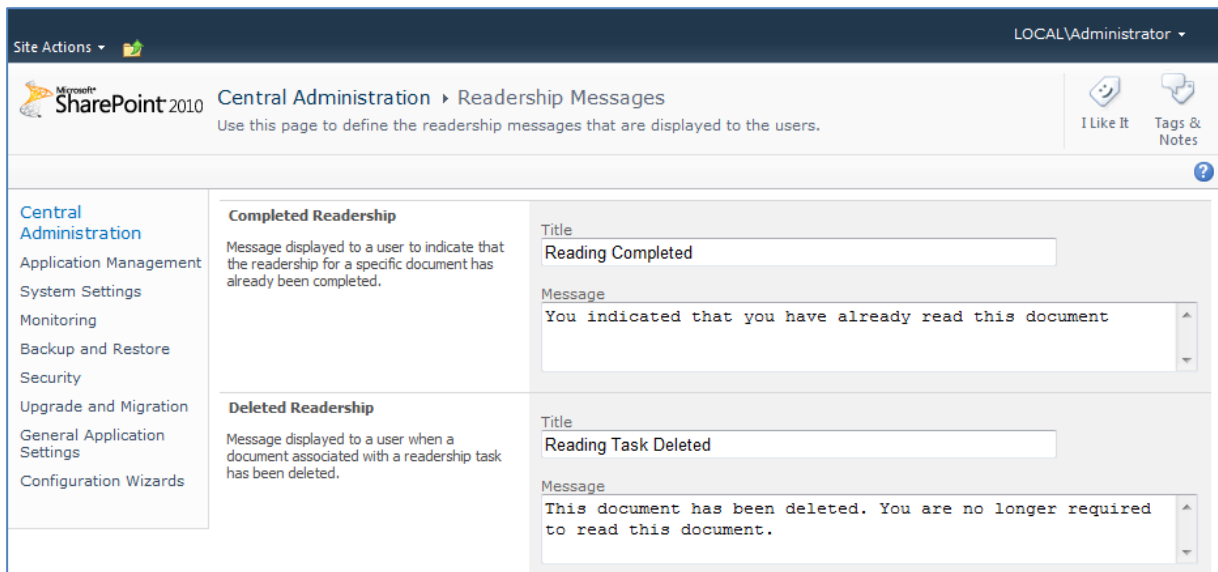 LOCAL\Administrator
Site Actions
Microsoft®
SharePoint 2010
Central Administration ▸ Readership Messages
Use this page to define the readership messages that are displayed to the users.
I Like It
Tags &
Notes
Central
Administration
Application Management
System Settings
Monitoring
Backup and Restore
Security
Upgrade and Migration
General Application
Settings
Configuration Wizards
Completed Readership
Message displayed to a user to indicate that
the readership for a specific document has
already been completed.
Title
Reading Completed
Message
You indicated that you have already read this document
Deleted Readership
Message displayed to a user when a
document associated with a readership task
has been deleted.
Title
Reading Task Deleted
Message
This document has been deleted. You are no longer required
to read this document.